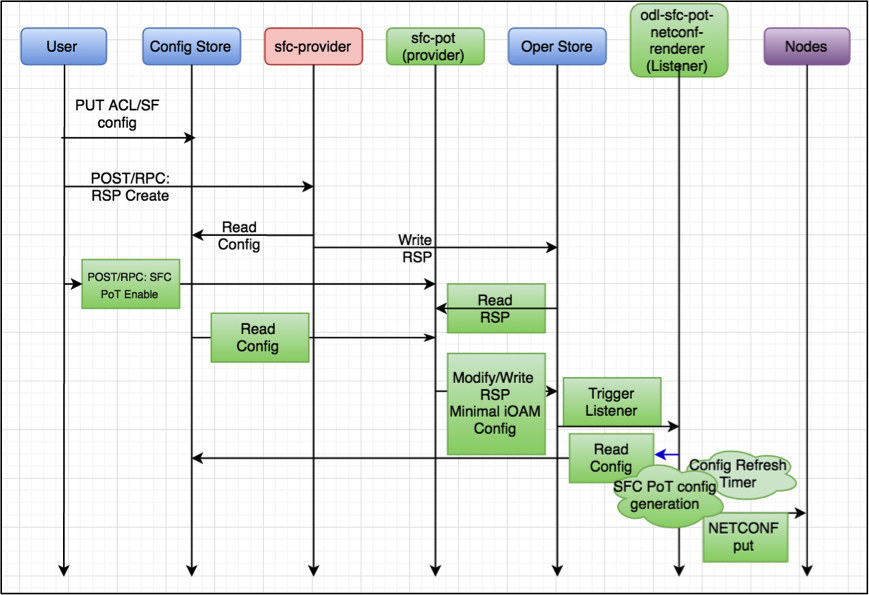 User
Config Store
sfc-provider
sfc-pot
(provider)
Oper Store
odl-sfc-pot-
netconf-
renderer
(Listener)
Nodes
PUT ACL/SF
config
POST/RPC:
RSP Create
Read
Config
Write
RSP
POST/RPC: SFC
PoT Enable
Read
RSP
Read
Config
Modify/Write
RSP
Minimal iOAM
Config
Trigger
Listener
Read
Config
Config Refresh
Timer
SFC PoT config
generation
NETCONF
put